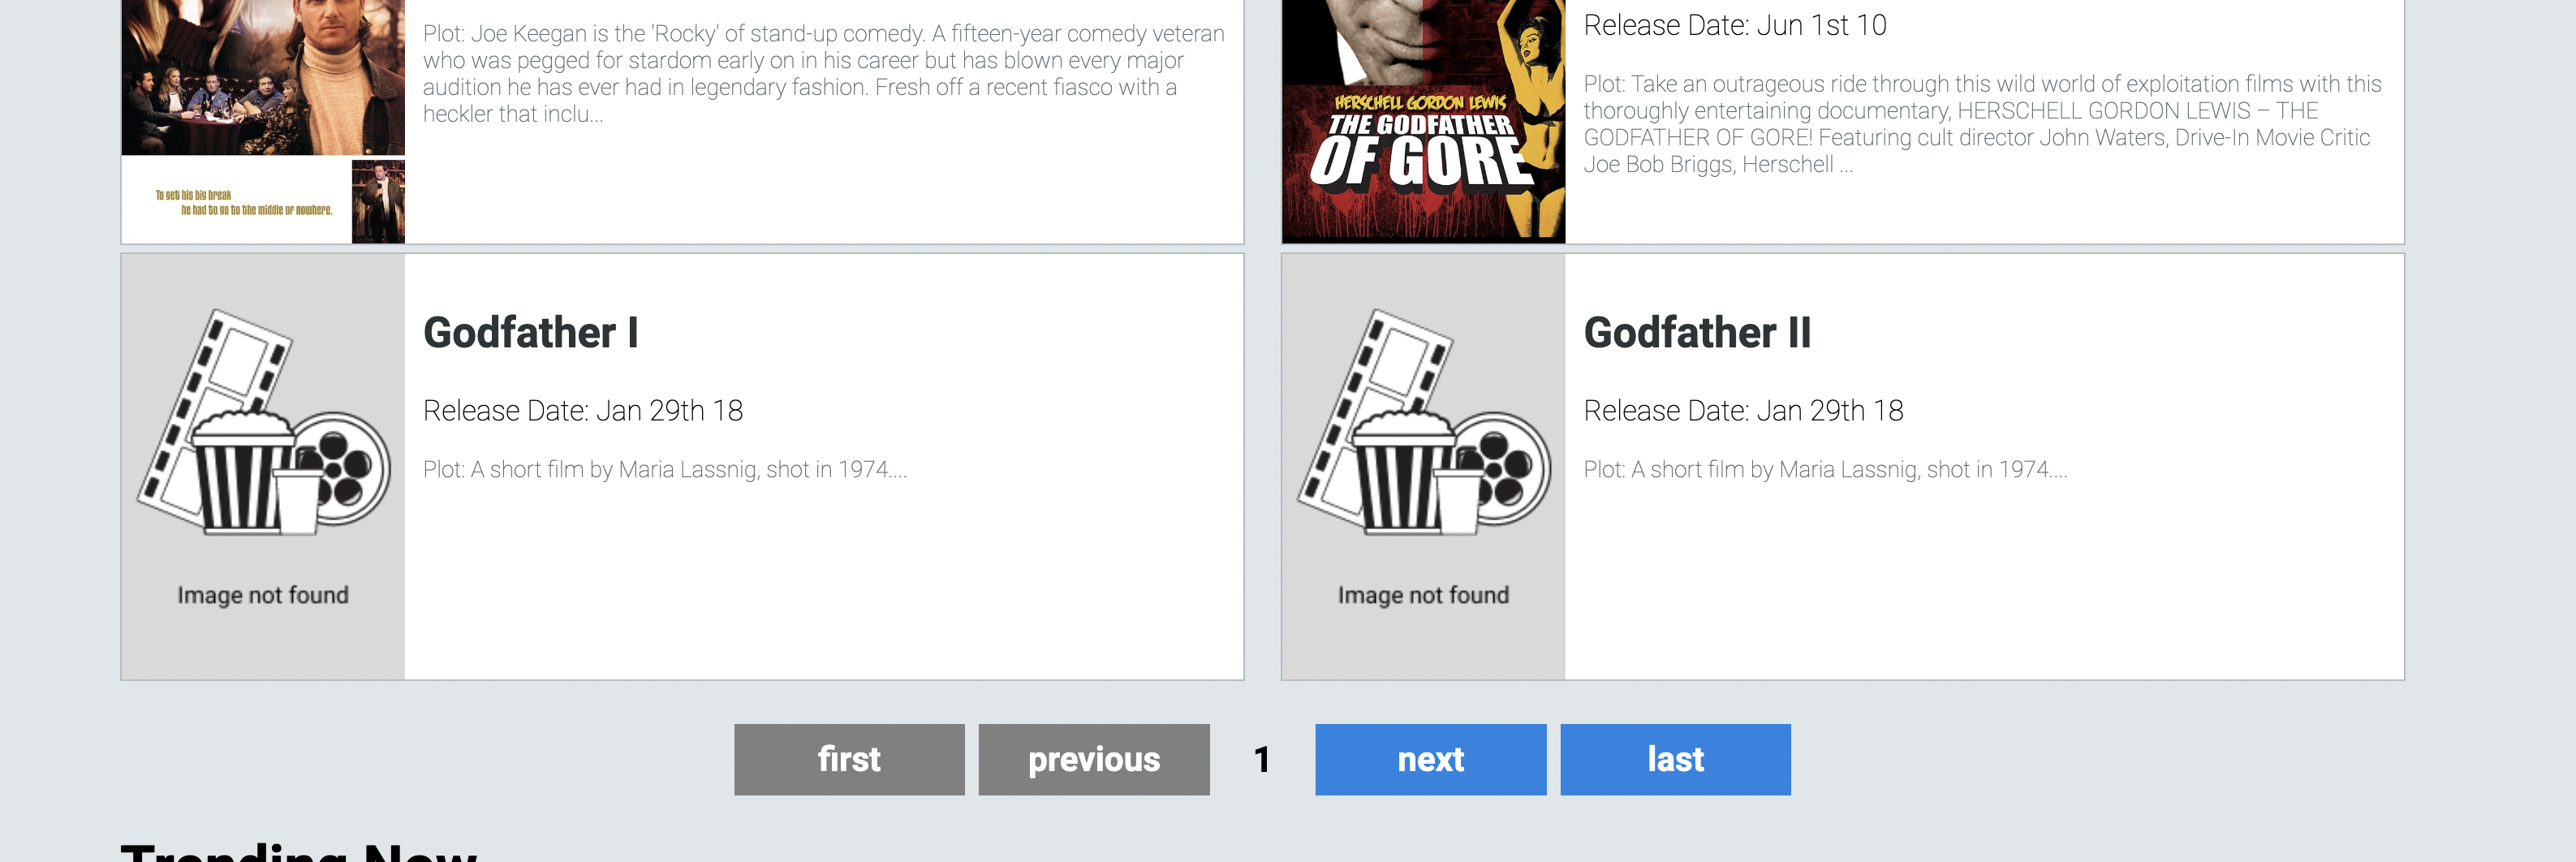 Plot: Joe Keegan is the 'Rocky' of stand-up comedy. A fifteen-year comedy veteran
who was pegged for stardom early on in his career but has blown every major
audition he has ever had in legendary fashion. Fresh off a recent fiasco with a
heckler that inclu...
To get his big break
he had to go to the middle of nowhere.
Release Date: Jun 1st 10
Plot: Take an outrageous ride through this wild world of exploitation films with this
thoroughly entertaining documentary, HERSCHELL GORDON LEWIS – THE
GODFATHER OF GORE! Featuring cult director John Waters, Drive-In Movie Critic
Joe Bob Briggs, Herschell ...
HERSCHELL GORDON LEWIS
THE GODFATHER
OF GORE
Godfather I
Release Date: Jan 29th 18
Plot: A short film by Maria Lassnig, shot in 1974....
Image not found
Godfather II
Release Date: Jan 29th 18
Plot: A short film by Maria Lassnig, shot in 1974....
Image not found
first
previous
1
next
last
Trending Now